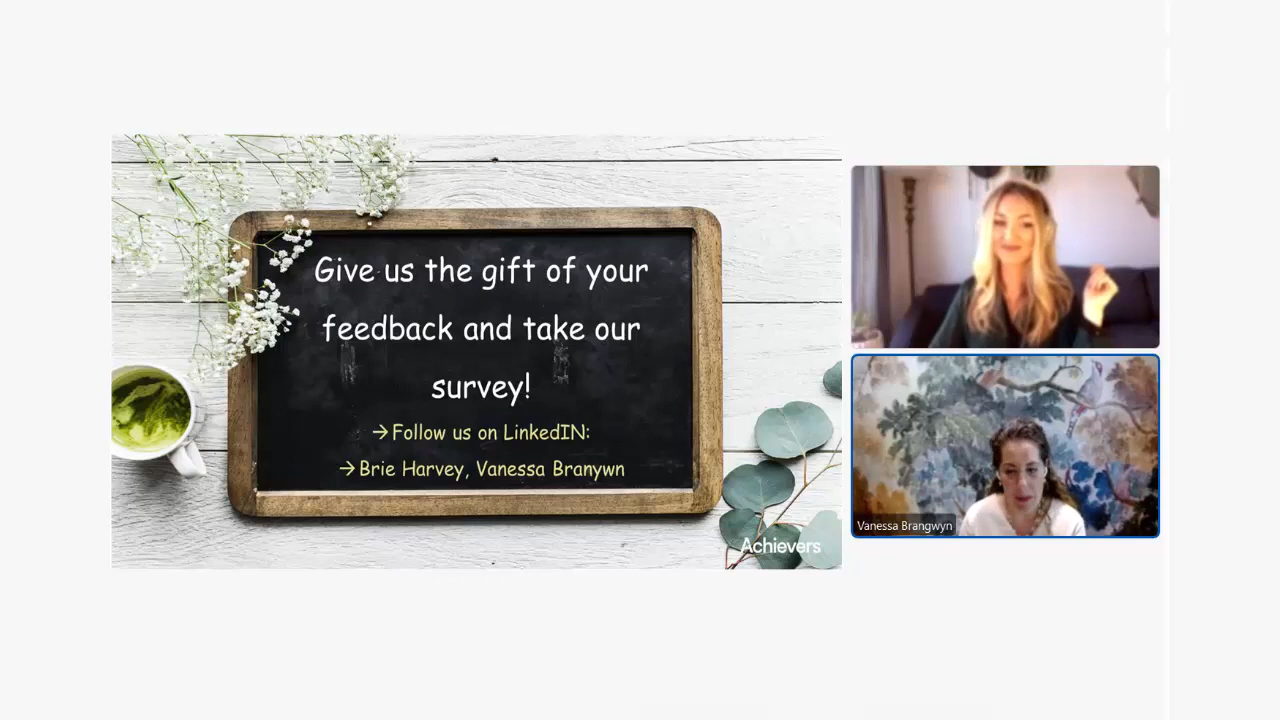 Give us the gift of your
feedback and take our
survey!
→Follow us on LinkedIN:
→Brie Harvey, Vanessa Branywn
Achievers
Vanessa Brangwyn